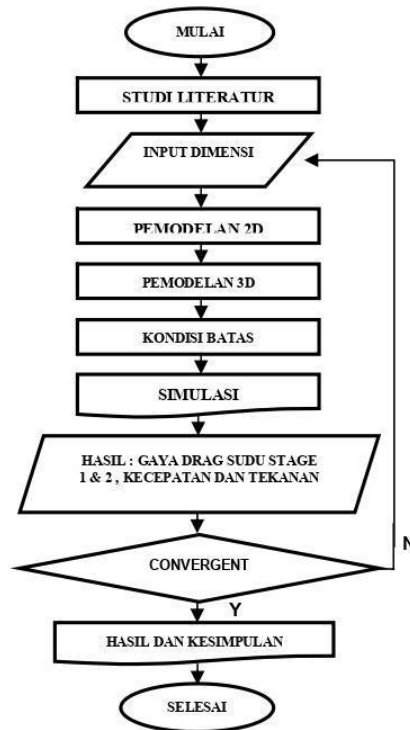 MULAI
STUDI LITERATUR
INPUT DIMENSI
PEMODELAN 2D
PEMODELAN 3D
KONDISI BATAS
SIMULASI
HASIL : GAYA DRAG SUDU STAGE
1 & 2 , KECEPATAN DAN TEKANAN
N
CONVERGENT
Y
HASIL DAN KESIMPULAN
SELESAI